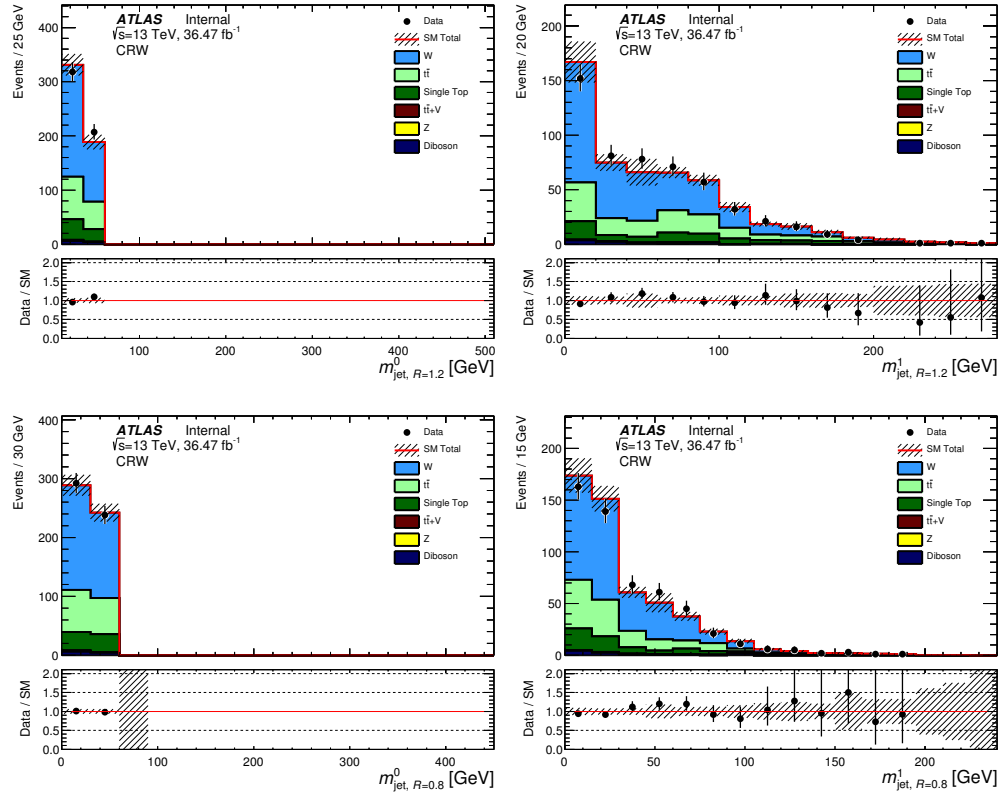 Events / 25 GeV
400
300
200
100
0
ATLAS Internal
√s=13 TeV, 36.47 fb⁻¹
CRW
Data
SM Total
W
tt̄
Single Top
tt̄+V
Z
Diboson
Data / SM
2.0
1.5
1.0
0.5
0.0
100 200 300 400 500
m⁰jet, R=1.2 [GeV]
Events / 20 GeV
200
150
100
50
0
ATLAS Internal
√s=13 TeV, 36.47 fb⁻¹
CRW
Data
SM Total
W
tt̄
Single Top
tt̄+V
Z
Diboson
Data / SM
2.0
1.5
1.0
0.5
0.0
0 100 200
m¹jet, R=1.2 [GeV]
Events / 30 GeV
400
300
200
100
0
ATLAS Internal
√s=13 TeV, 36.47 fb⁻¹
CRW
Data
SM Total
W
tt̄
Single Top
tt̄+V
Z
Diboson
Data / SM
2.0
1.5
1.0
0.5
0.0
0 100 200 300 400
m⁰jet, R=0.8 [GeV]
Events / 15 GeV
200
150
100
50
0
ATLAS Internal
√s=13 TeV, 36.47 fb⁻¹
CRW
Data
SM Total
W
tt̄
Single Top
tt̄+V
Z
Diboson
Data / SM
2.0
1.5
1.0
0.5
0.0
0 50 100 150 200
m¹jet, R=0.8 [GeV]